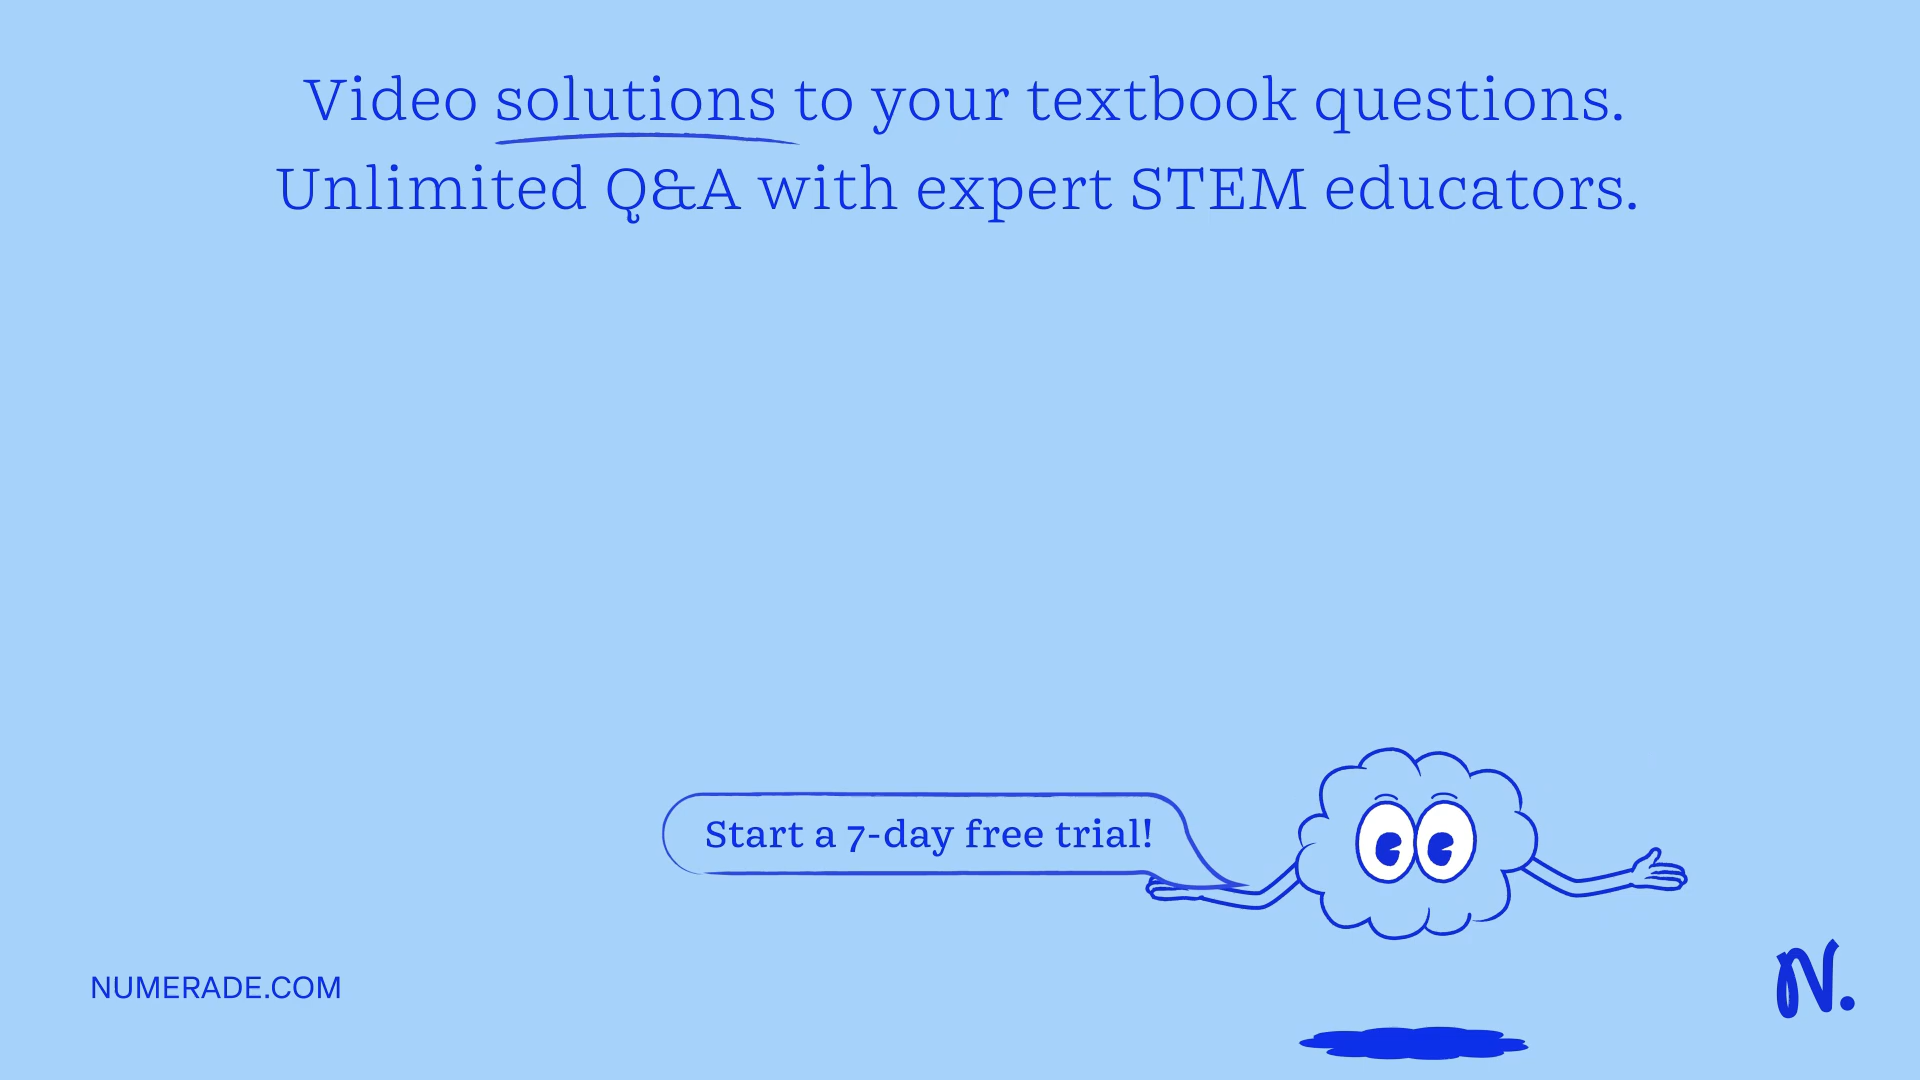 Video solutions to your textbook questions.
Unlimited Q&A with expert STEM educators.
Start a 7-day free trial!
NUMERADE.COM
N.